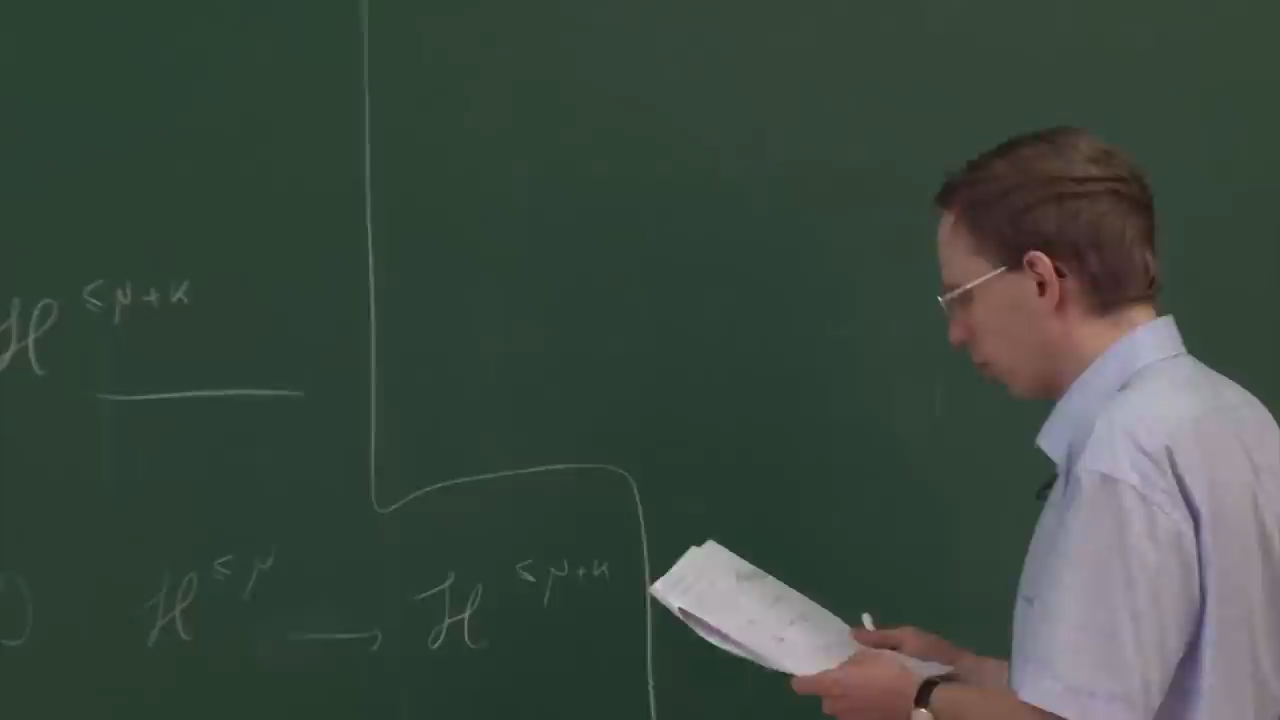 ℋ ≤ μ + κ
ℋ ≤ μ → ℋ ≤ μ + κ